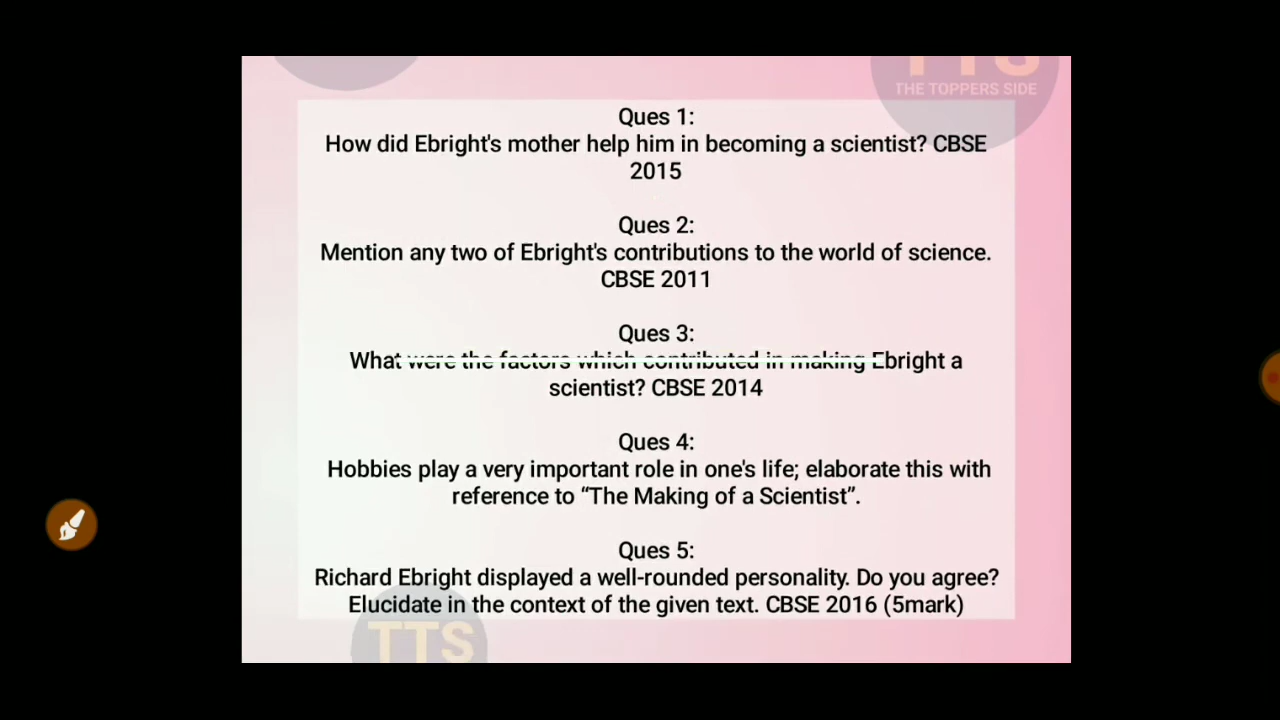 TTS
THE TOPPERS SIDE
Ques 1:
How did Ebright's mother help him in becoming a scientist? CBSE
2015
Ques 2:
Mention any two of Ebright's contributions to the world of science.
CBSE 2011
Ques 3:
What were the factors which contributed in making Ebright a
scientist? CBSE 2014
Ques 4:
Hobbies play a very important role in one's life; elaborate this with
reference to “The Making of a Scientist”.
Ques 5:
Richard Ebright displayed a well-rounded personality. Do you agree?
Elucidate in the context of the given text. CBSE 2016 (5mark)
TTS